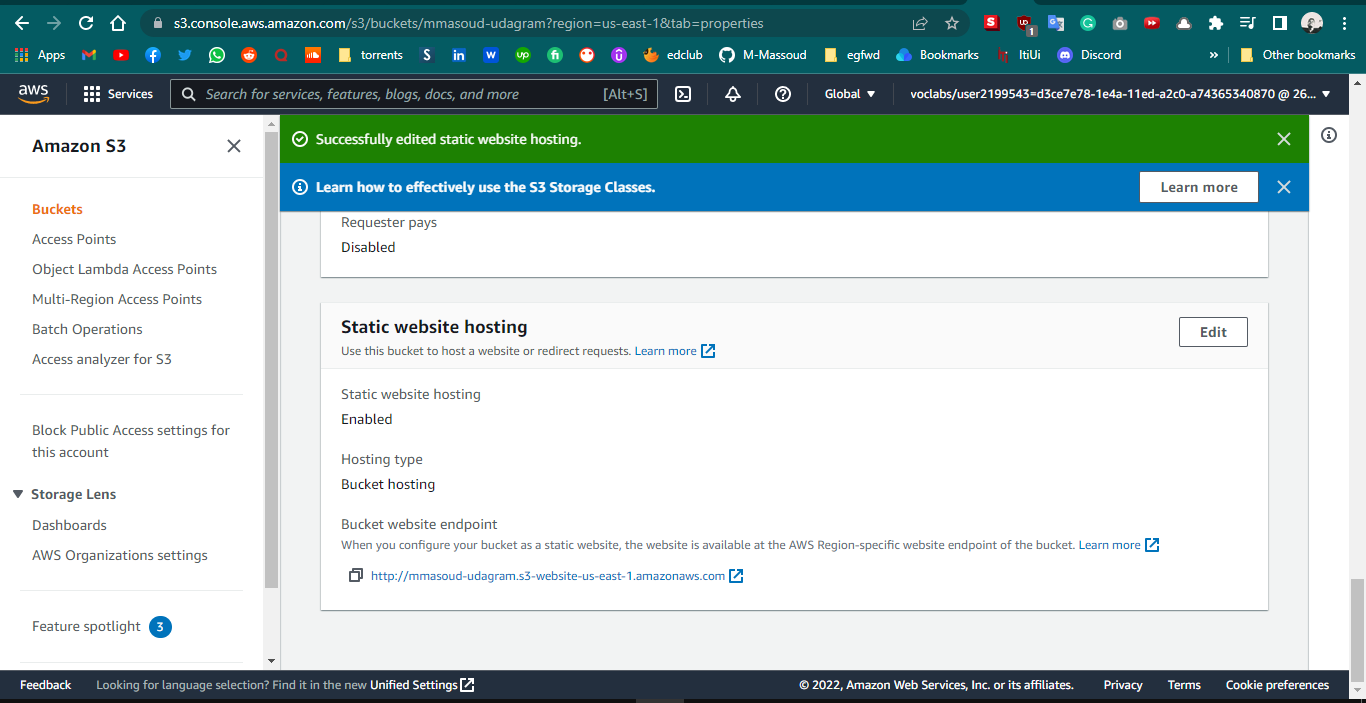 s3.console.aws.amazon.com/s3/buckets/mmasoud-udagram?region=us-east-1&tab=properties
Apps
torrents
edclub
M-Massoud
egfwd
Bookmarks
ItiUi
Discord
»
Other bookmarks
aws
Services
Search for services, features, blogs, docs, and more
[Alt+S]
Global
voclabs/user2199543=d3ce7e78-1e4a-11ed-a2c0-a74365340870 @ 26...
Amazon S3
Buckets
Access Points
Object Lambda Access Points
Multi-Region Access Points
Batch Operations
Access analyzer for S3
Block Public Access settings for
this account
Storage Lens
Dashboards
AWS Organizations settings
Feature spotlight 3
Successfully edited static website hosting.
Learn how to effectively use the S3 Storage Classes.
Learn more
Requester pays
Disabled
Static website hosting
Edit
Use this bucket to host a website or redirect requests. Learn more
Static website hosting
Enabled
Hosting type
Bucket hosting
Bucket website endpoint
When you configure your bucket as a static website, the website is available at the AWS Region-specific website endpoint of the bucket. Learn more
http://mmasoud-udagram.s3-website-us-east-1.amazonaws.com
Feedback
Looking for language selection? Find it in the new Unified Settings
© 2022, Amazon Web Services, Inc. or its affiliates.
Privacy
Terms
Cookie preferences